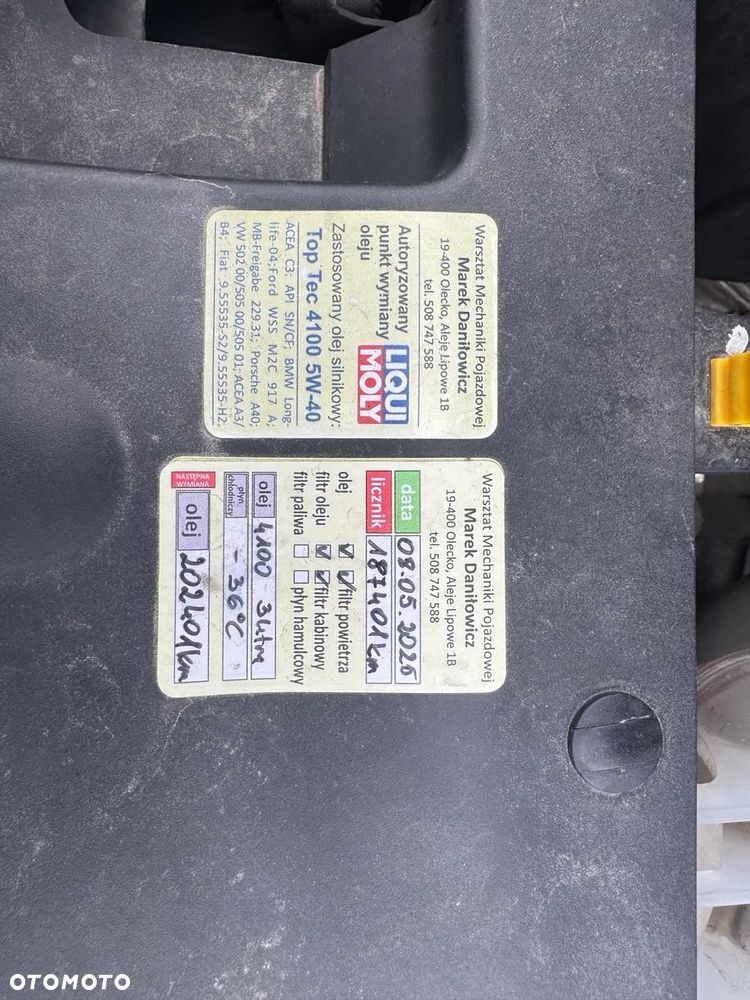 Warsztat Mechaniki Pojazdowej
Marek Daniłowicz
19-400 Olecko, Aleje Lipowe 1B
tel. 508 747 588
Autoryzowany
punkt wymiany
oleju
LIQUI
MOLY
Zastosowany olej silnikowy:
Top Tec 4100 5W-40
ACEA C3; API SN/CF; BMW Long-
life-04;Ford WSS M2C 917 A;
MB-Freigabe 229.31; Porsche A40;
VW 502 00/505 00/505 01; ACEA A3/
B4; Fiat :9.55535-S2/9.55535-H2.
Warsztat Mechaniki Pojazdowej
Marek Daniłowicz
19-400 Olecko, Aleje Lipowe 1B
tel. 508 747 588
data 08.05.2025
licznik 187401km
olej filtr powietrza
filtr oleju filtr kabinowy
filtr paliwa płyn hamulcowy
olej 4100 3litra
płyn
chłodniczy - 36°C
NASTĘPNA
WYMIANA olej 202401km
OTOMOTO